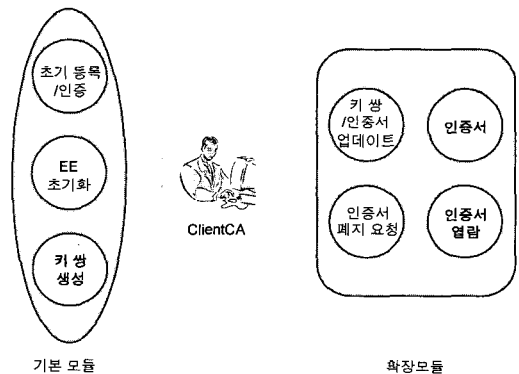 초기 등록
/인증
EE
초기화
키 쌍
생성
기본 모듈
ClientCA
키 쌍
/인증서
업데이트
인증서
인증서
폐지 요청
인증서
열람
확장모듈